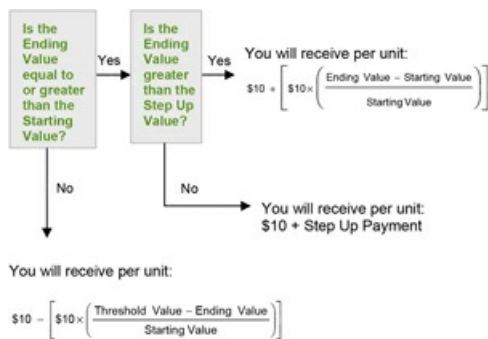 Is the
Ending
Value
equal to
or greater
than the
Starting
Value?
Yes
Is the
Ending
Value
greater
than the
Step Up
Value?
Yes
You will receive per unit:
$10 + [ $10 × ( Ending Value – Starting Value
Starting Value ) ]
No
No
You will receive per unit:
$10 + Step Up Payment
You will receive per unit:
$10 – [ $10 × ( Threshold Value – Ending Value
Starting Value ) ]